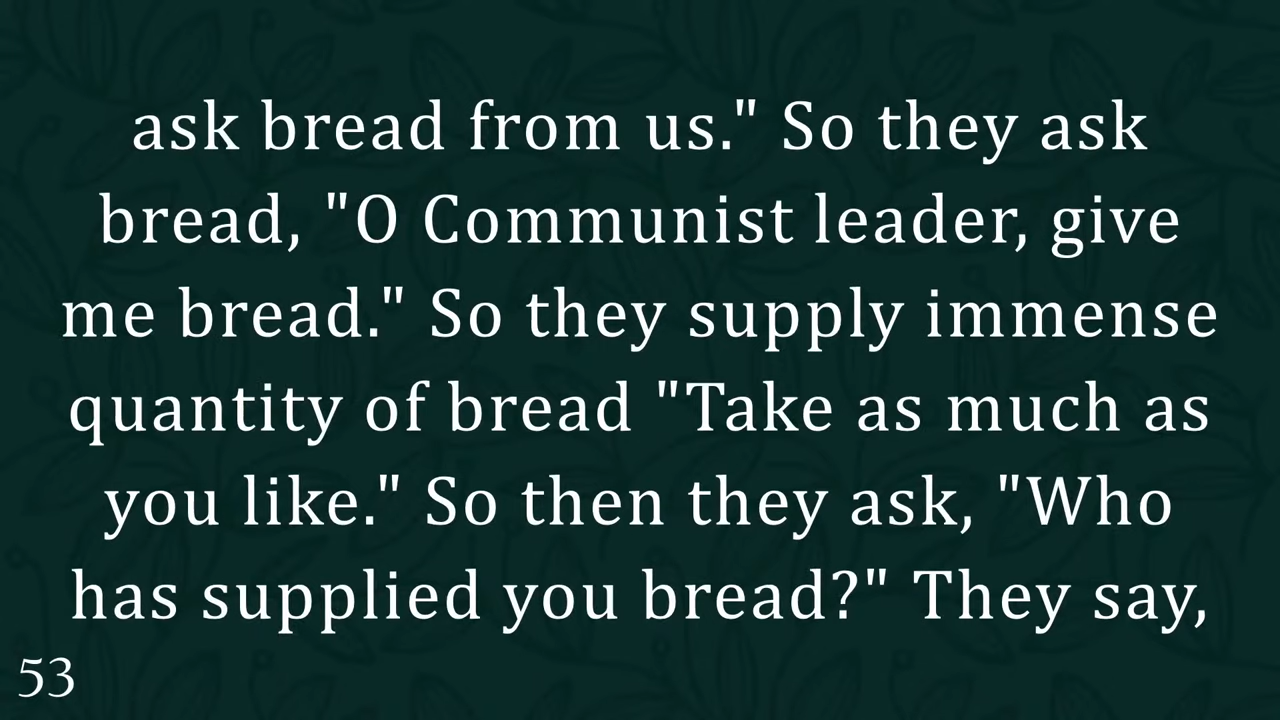 ask bread from us." So they ask
bread, "O Communist leader, give
me bread." So they supply immense
quantity of bread "Take as much as
you like." So then they ask, "Who
has supplied you bread?" They say,
53